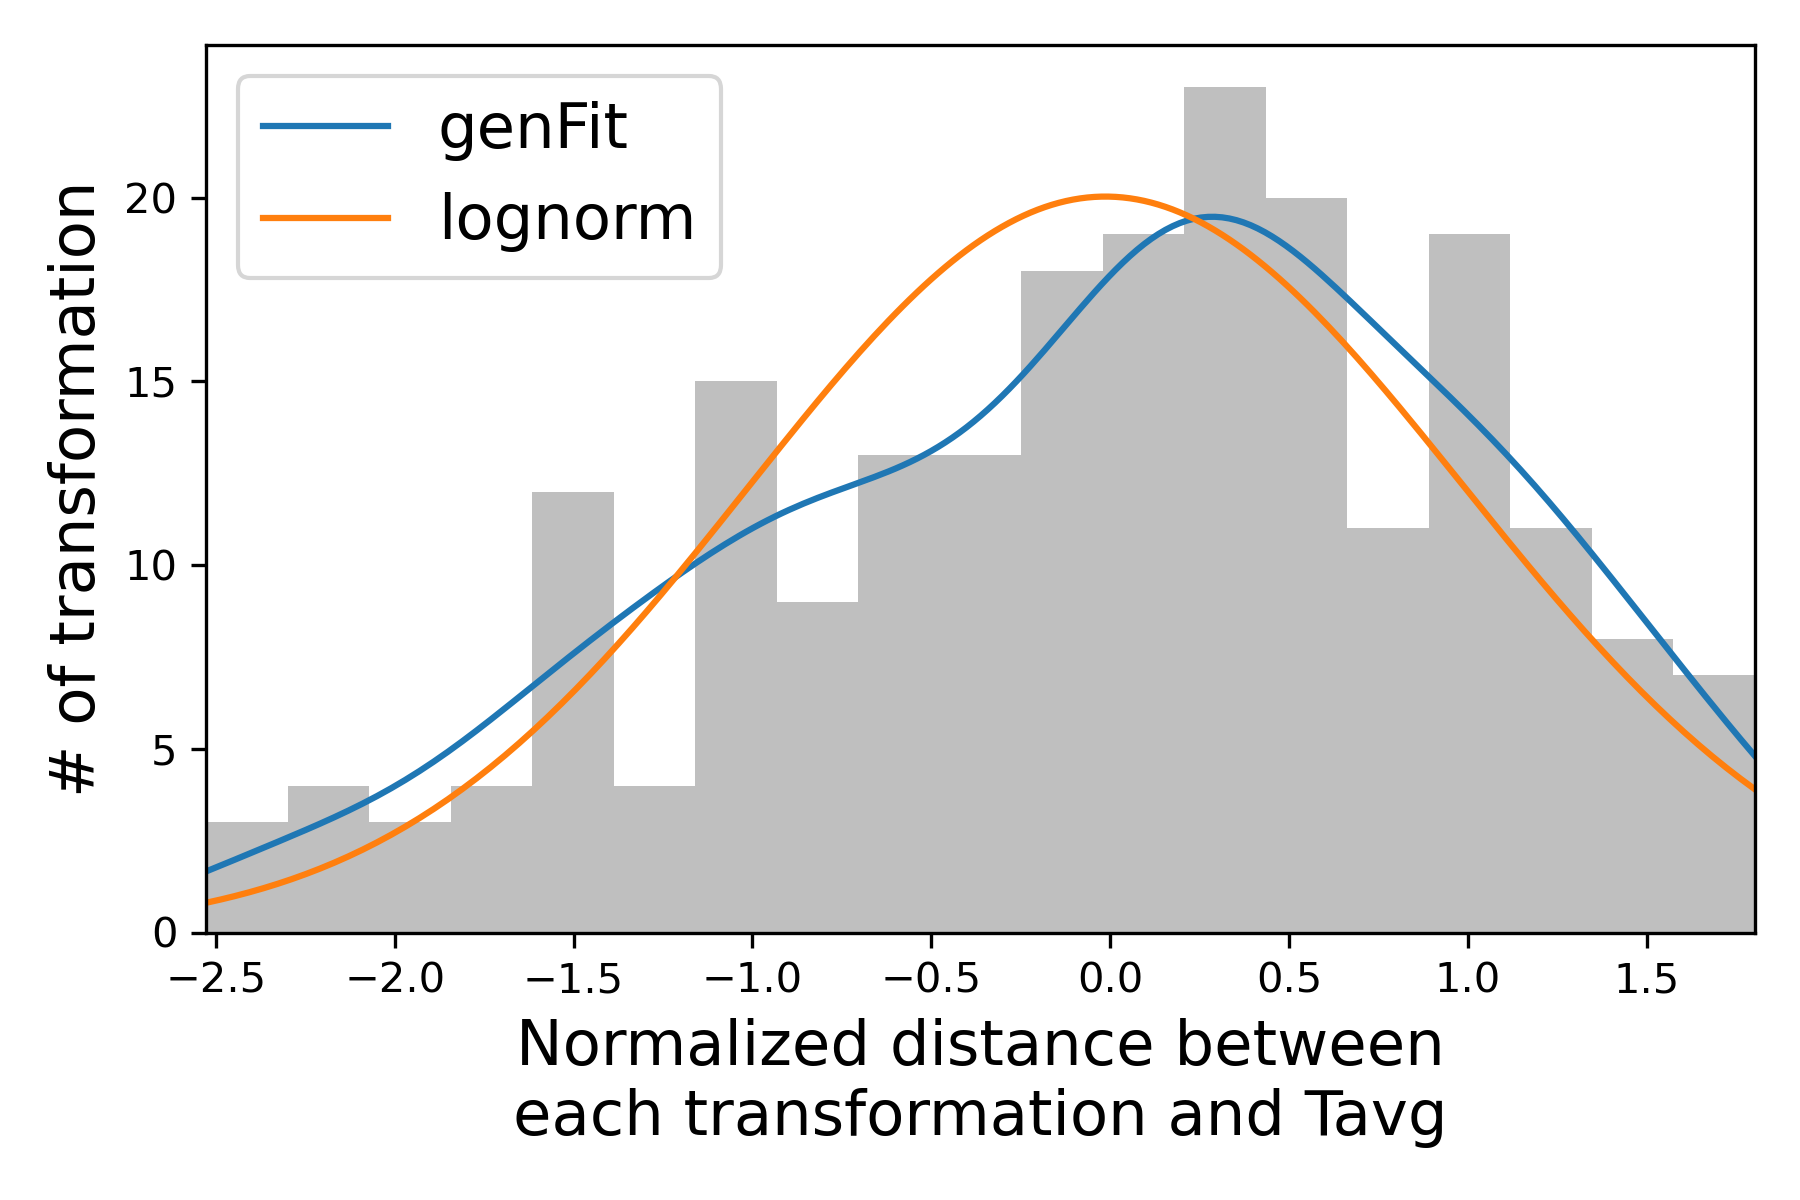 genFit
lognorm
# of transformation
20
15
10
5
0
−2.5 −2.0 −1.5 −1.0 −0.5 0.0 0.5 1.0 1.5
Normalized distance between
each transformation and Tavg